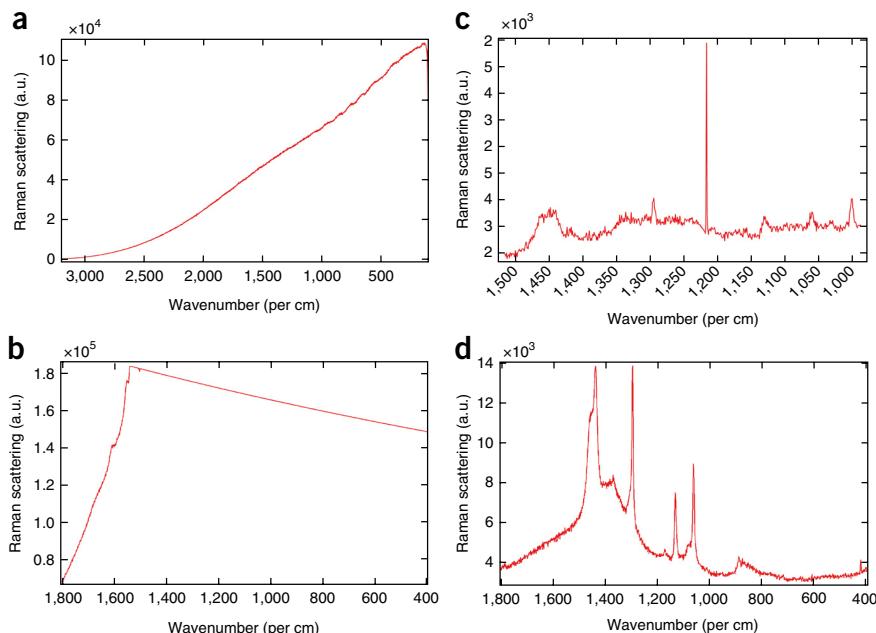 a
×10⁴
10
8
6
4
2
0
Raman scattering (a.u.)
3,000 2,500 2,000 1,500 1,000 500
Wavenumber (per cm)
c
×10³
2
5
4
3
2
5
4
3
2
Raman scattering (a.u.)
1,500 1,450 1,400 1,350 1,300 1,250 1,200 1,150 1,100 1,050 1,000
Wavenumber (per cm)
b
×10⁵
1.8
1.6
1.4
1.2
1.0
0.8
Raman scattering (a.u.)
1,800 1,600 1,400 1,200 1,000 800 600 400
Wavenumber (per cm)
d
×10³
14
12
10
8
6
4
Raman scattering (a.u.)
1,800 1,600 1,400 1,200 1,000 800 600 400
Wavenumber (per cm)